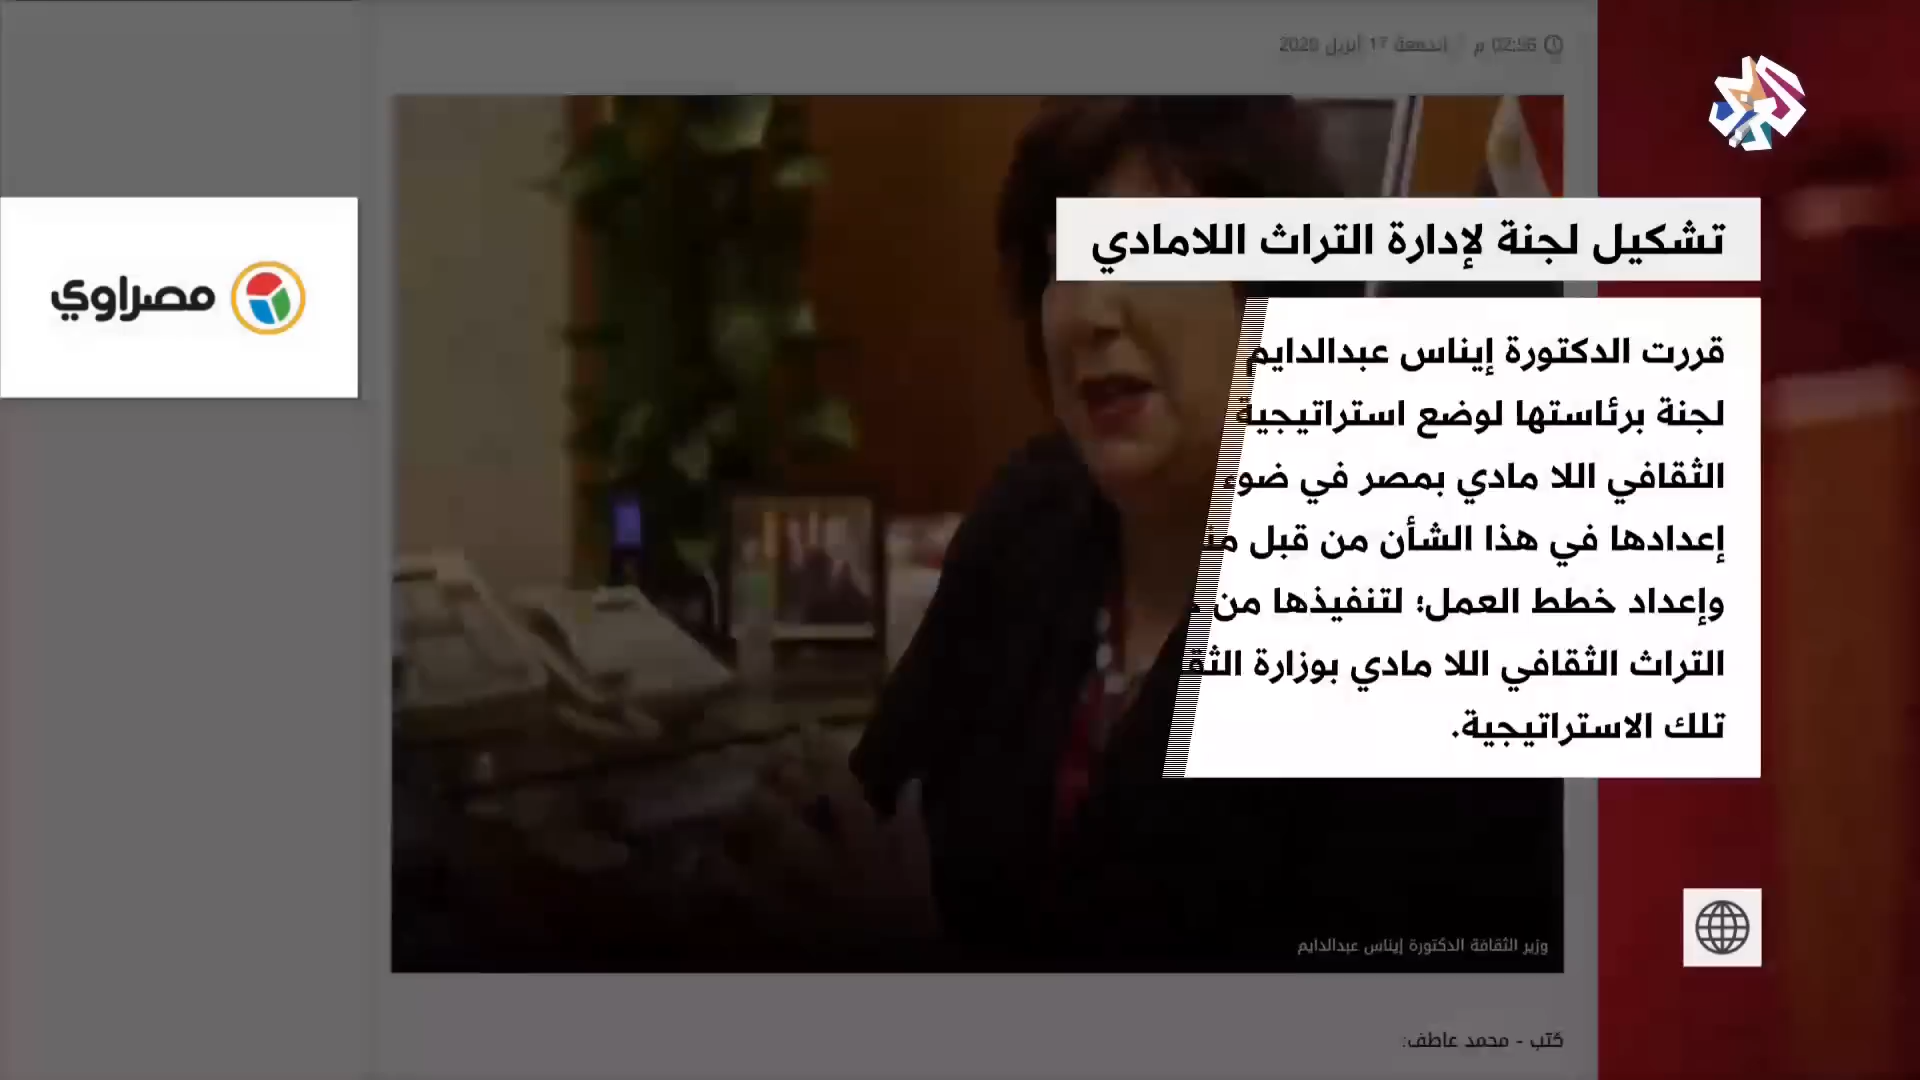 02:56 م الجمعة 17 أبريل 2020
تشكيل لجنة لإدارة التراث اللامادي
مصراوي
قررت الدكتورة إيناس عبدالدايم
لجنة برئاستها لوضع استراتيجية
الثقافي اللا مادي بمصر في ضوء
إعدادها في هذا الشأن من قبل
وإعداد خطط العمل؛ لتنفيذها من
التراث الثقافي اللا مادي بوزارة
تلك الاستراتيجية.
وزير الثقافة الدكتورة إيناس عبدالدايم
كتب - محمد عاطف: